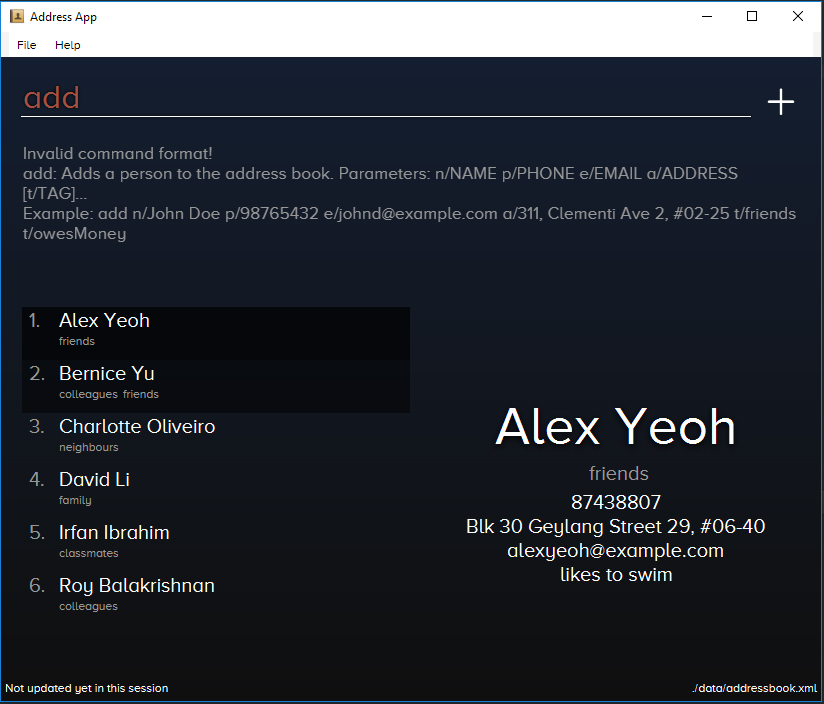 Address App
File Help
add
Invalid command format!
add: Adds a person to the address book. Parameters: n/NAME p/PHONE e/EMAIL a/ADDRESS
[t/TAG]...
Example: add n/John Doe p/98765432 e/johnd@example.com a/311, Clementi Ave 2, #02-25 t/friends
t/owesMoney
1. Alex Yeoh
friends
2. Bernice Yu
colleagues friends
3. Charlotte Oliveiro
neighbours
4. David Li
family
5. Irfan Ibrahim
classmates
6. Roy Balakrishnan
colleagues
Alex Yeoh
friends
87438807
Blk 30 Geylang Street 29, #06-40
alexyeoh@example.com
likes to swim
Not updated yet in this session
./data/addressbook.xml